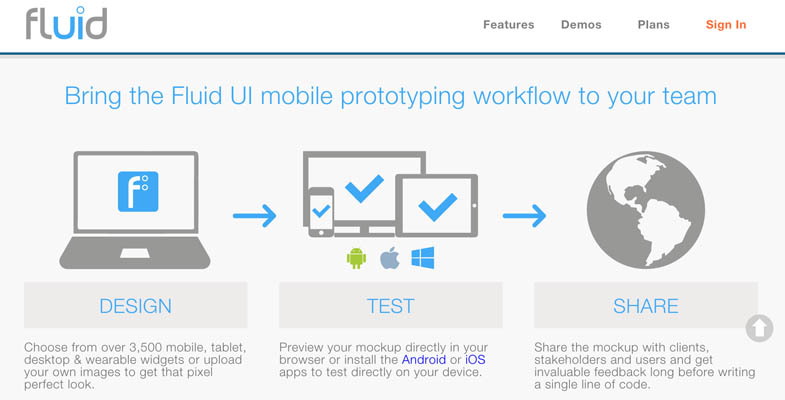 fluid
Features Demos Plans Sign In
Bring the Fluid UI mobile prototyping workflow to your team
f
DESIGN
TEST
SHARE
Choose from over 3,500 mobile, tablet,
desktop & wearable widgets or upload
your own images to get that pixel
perfect look.
Preview your mockup directly in your
browser or install the Android or iOS
apps to test directly on your device.
Share the mockup with clients,
stakeholders and users and get
invaluable feedback long before writing
a single line of code.